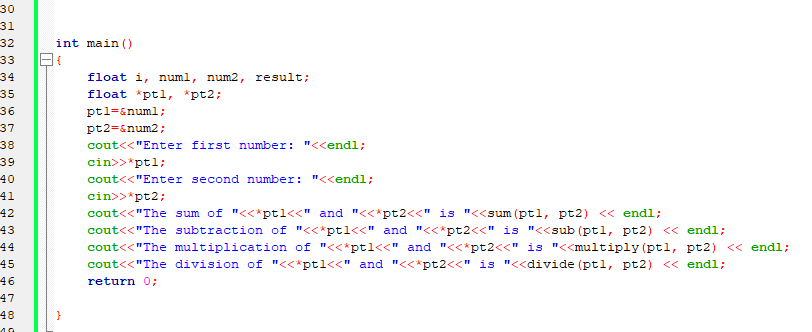 30
31
32 int main()
33 {
34 float i, num1, num2, result;
35 float *pt1, *pt2;
36 pt1=&num1;
37 pt2=&num2;
38 cout<<"Enter first number: "<<endl;
39 cin>>*pt1;
40 cout<<"Enter second number: "<<endl;
41 cin>>*pt2;
42 cout<<"The sum of "<<*pt1<<" and "<<*pt2<<" is "<<sum(pt1, pt2) << endl;
43 cout<<"The subtraction of "<<*pt1<<" and "<<*pt2<<" is "<<sub(pt1, pt2) << endl;
44 cout<<"The multiplication of "<<*pt1<<" and "<<*pt2<<" is "<<multiply(pt1, pt2) << endl;
45 cout<<"The division of "<<*pt1<<" and "<<*pt2<<" is "<<divide(pt1, pt2) << endl;
46 return 0;
47
48 }
49